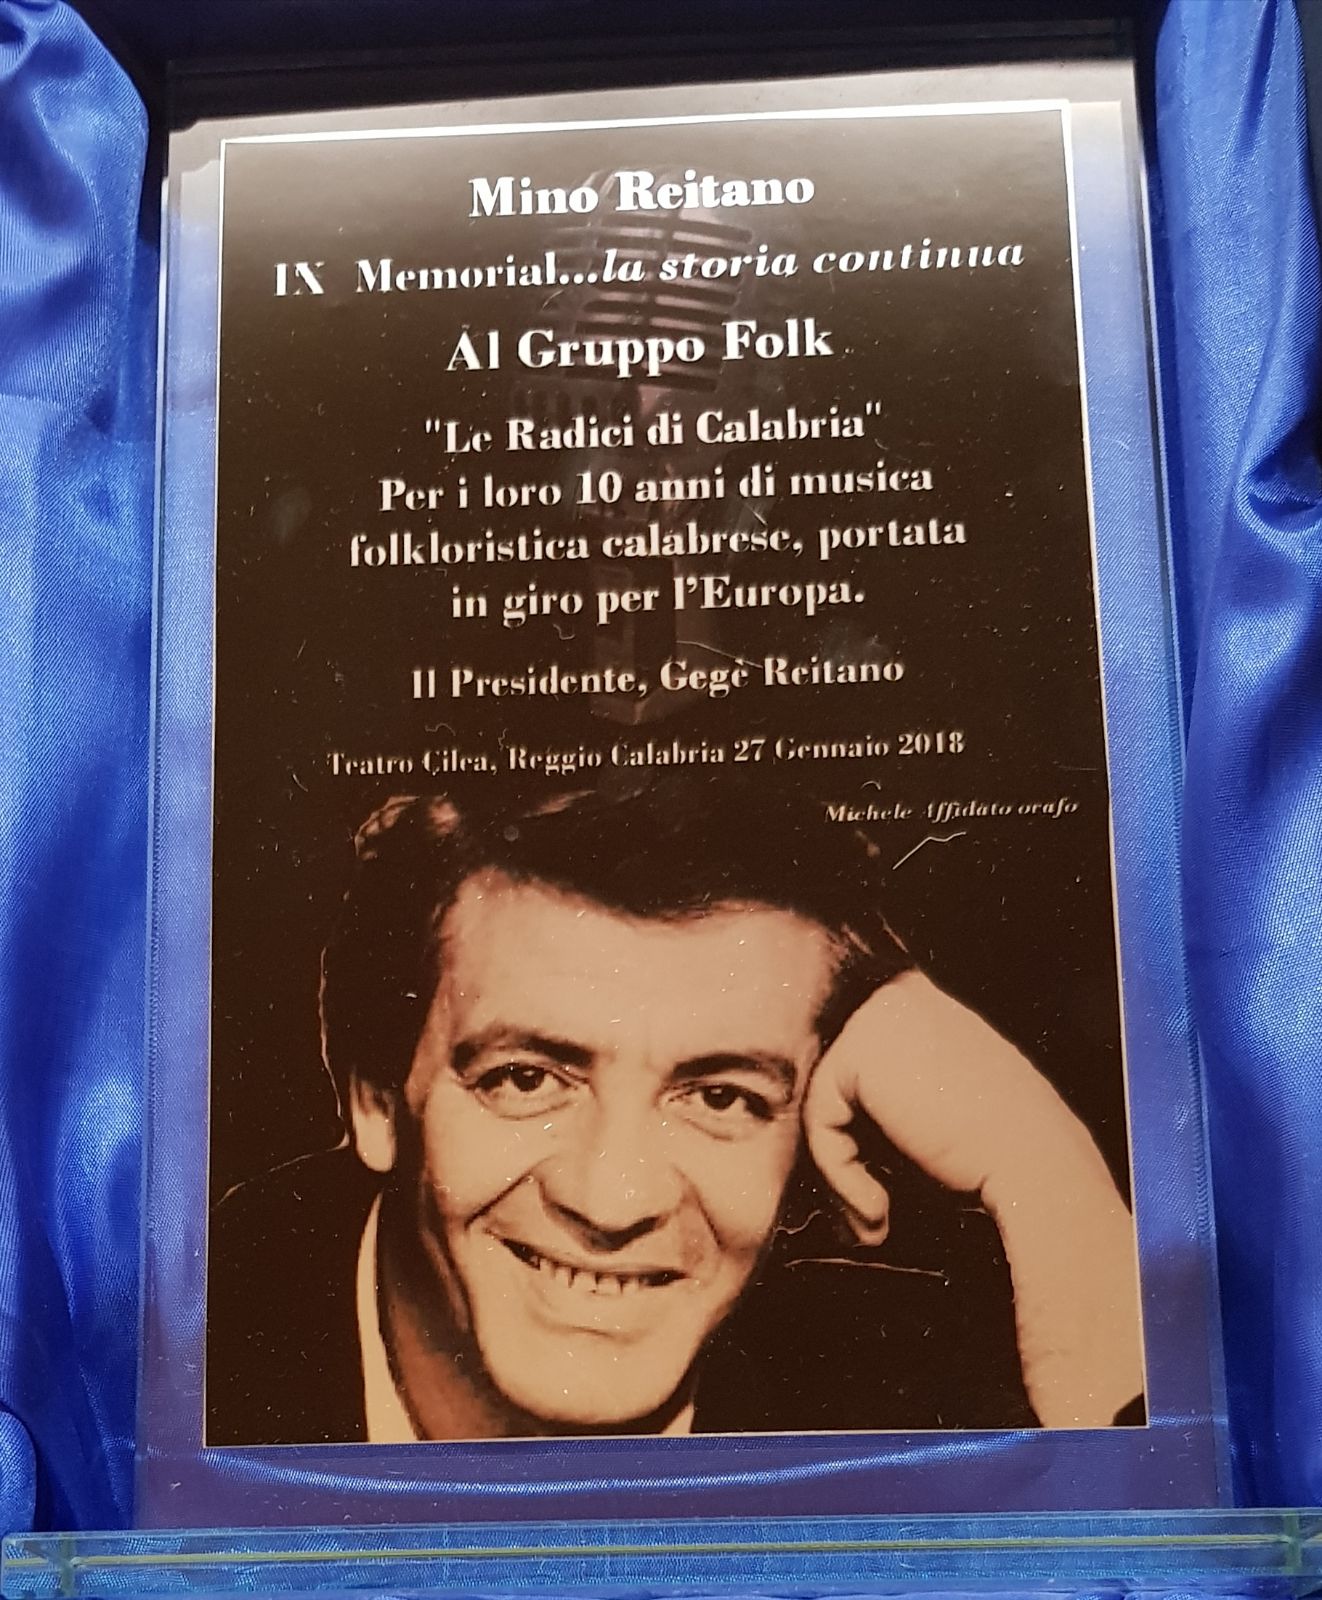 Mino Reitano
IX Memorial...la storia continua
Al Gruppo Folk
"Le Radici di Calabria"
Per i loro 10 anni di musica
folkloristica calabrese, portata
in giro per l'Europa.
Il Presidente, Gegè Reitano
Teatro Cilea, Reggio Calabria 27 Gennaio 2018
Michele Affidato orafo